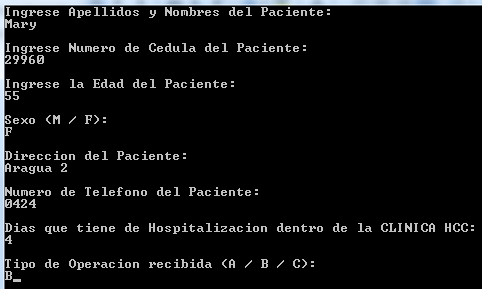 Ingrese Apellidos y Nombres del Paciente:
Mary
Ingrese Numero de Cedula del Paciente:
29960
Ingrese la Edad del Paciente:
55
Sexo (M / F):
F
Direccion del Paciente:
Aragua 2
Numero de Telefono del Paciente:
0424
Dias que tiene de Hospitalizacion dentro de la CLINICA HCC:
4
Tipo de Operacion recibida (A / B / C):
B_